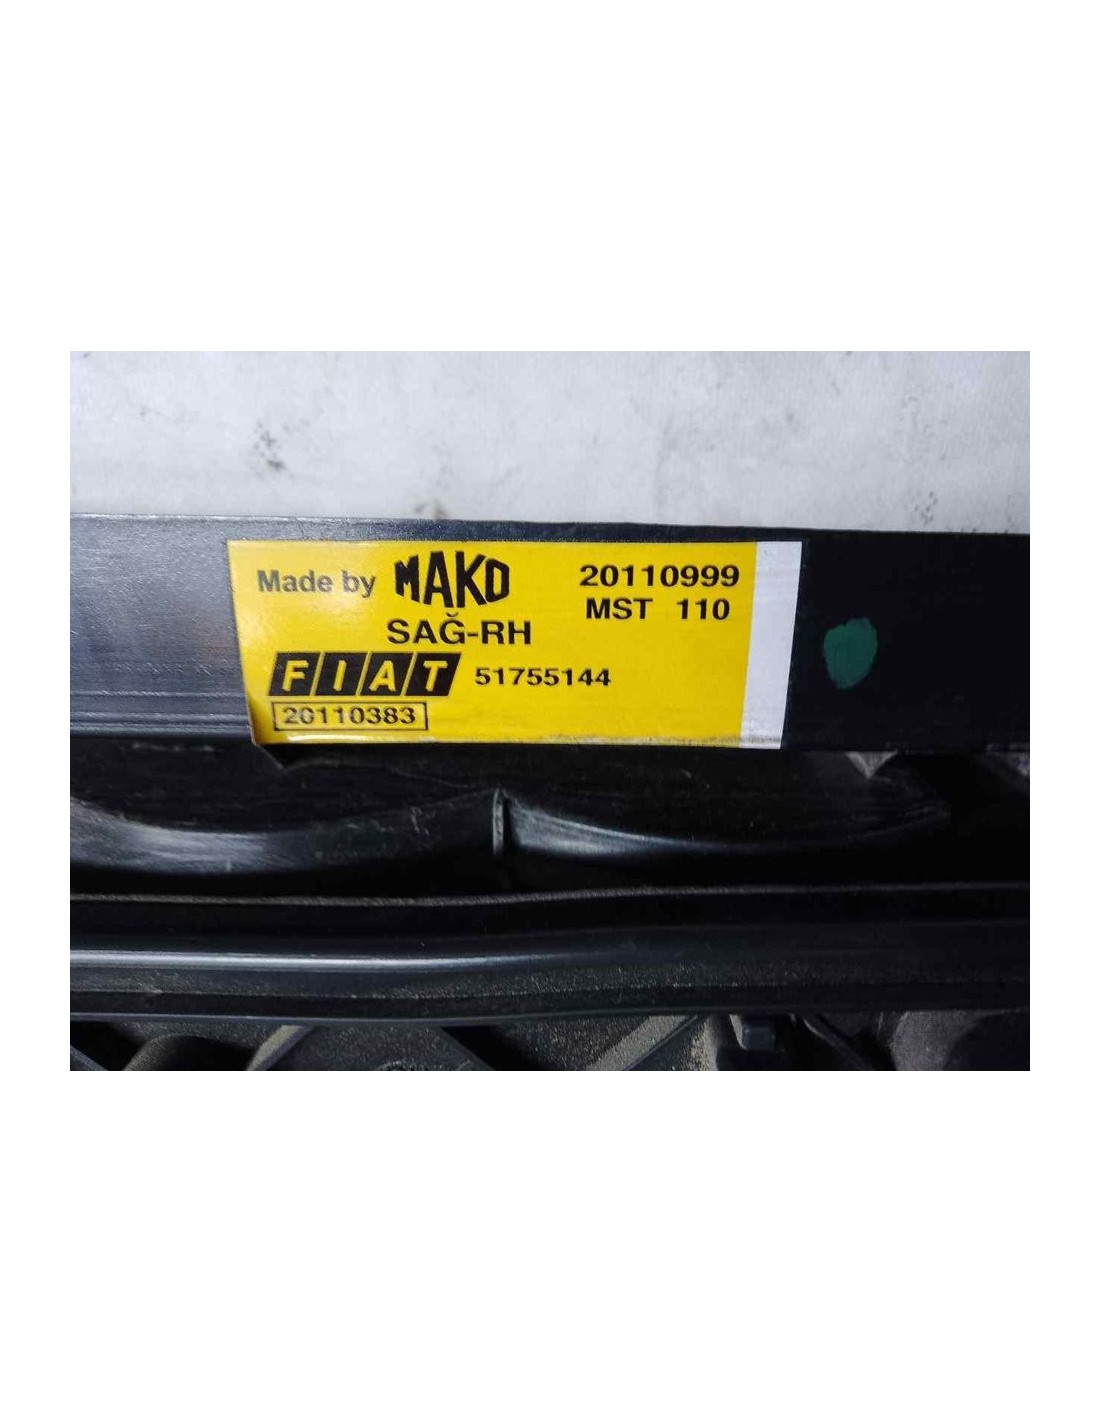 Made by MAKO 20110999
MST 110
SAĞ-RH
FIAT 51755144
20110383